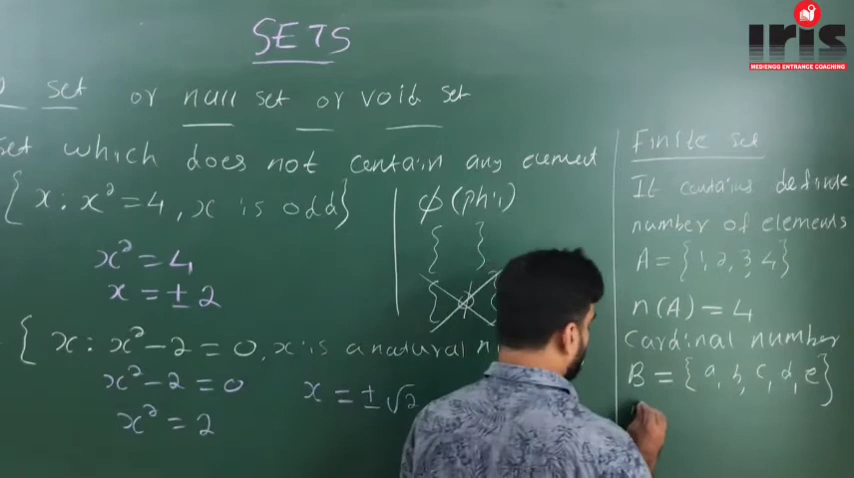 iris
MEDIENGG ENTRANCE COACHING
SETS
set or null set or void set
set which does not contain any element
{x : x² = 4, x is odd}
x² = 4
x = ± 2
ϕ (phi)
{ }
{ϕ}
{x : x² - 2 = 0, x is a natural n
x² - 2 = 0
x² = 2
x = ± √2
Finite set
It contains definite
number of elements
A = {1, 2, 3, 4}
n(A) = 4
Cardinal number
B = {a, b, c, d, e}